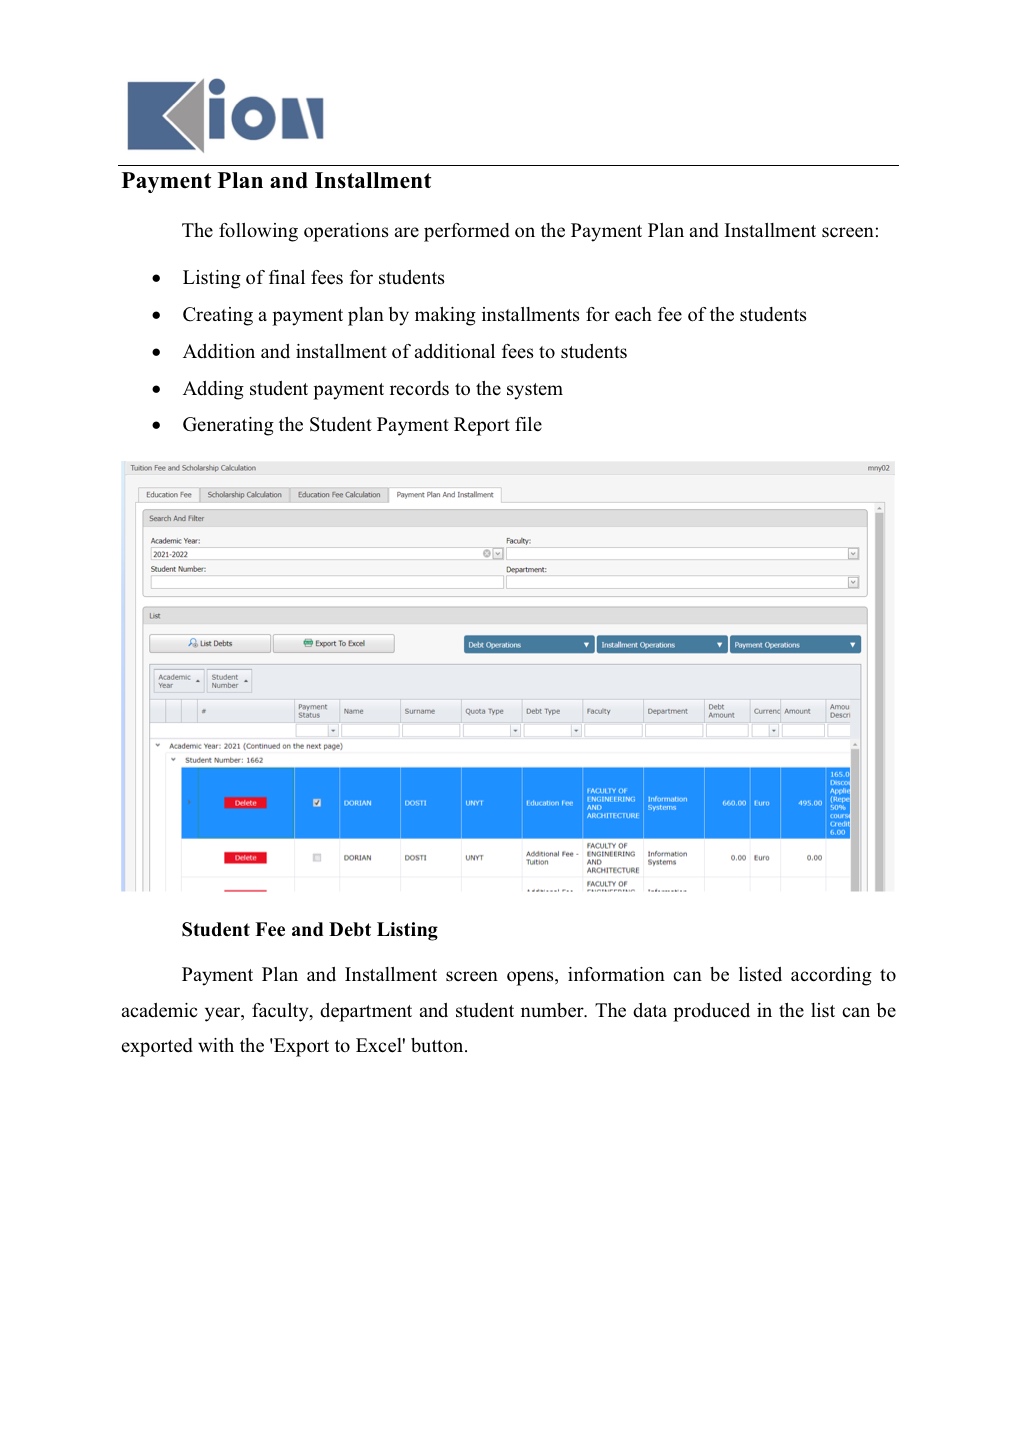 Kion
Payment Plan and Installment
The following operations are performed on the Payment Plan and Installment screen:
• Listing of final fees for students
• Creating a payment plan by making installments for each fee of the students
• Addition and installment of additional fees to students
• Adding student payment records to the system
• Generating the Student Payment Report file
Tuition Fee and Scholarship Calculation mny02
Education Fee Scholarship Calculation Education Fee Calculation Payment Plan And Installment
Search And Filter
Academic Year: Faculty:
2021-2022
Student Number: Department:
List
List Debts Export To Excel Debt Operations Installment Operations Payment Operations
Academic Year Student Number
# Payment Status Name Surname Quota Type Debt Type Faculty Department Debt Amount Currenc Amount Amou Descri
Academic Year: 2021 (Continued on the next page)
Student Number: 1662
Delete DORIAN DOSTI UNYT Education Fee FACULTY OF ENGINEERING AND ARCHITECTURE Information Systems 660.00 Euro 495.00 165.0 Disco Applie (Repe 50% cours Credit 6.00
Delete DORIAN DOSTI UNYT Additional Fee - Tuition FACULTY OF ENGINEERING AND ARCHITECTURE Information Systems 0.00 Euro 0.00
FACULTY OF
Student Fee and Debt Listing
Payment Plan and Installment screen opens, information can be listed according to
academic year, faculty, department and student number. The data produced in the list can be
exported with the 'Export to Excel' button.